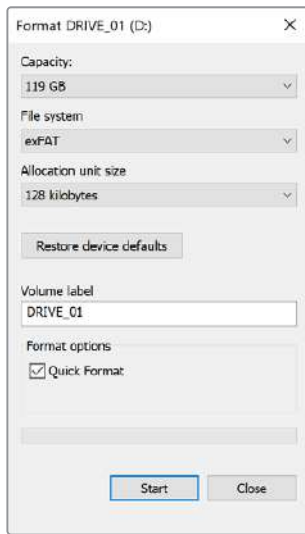 Format DRIVE_01 (D:)
Capacity:
119 GB
File system
exFAT
Allocation unit size
128 kilobytes
Restore device defaults
Volume label
DRIVE_01
Format options
Quick Format
Start Close